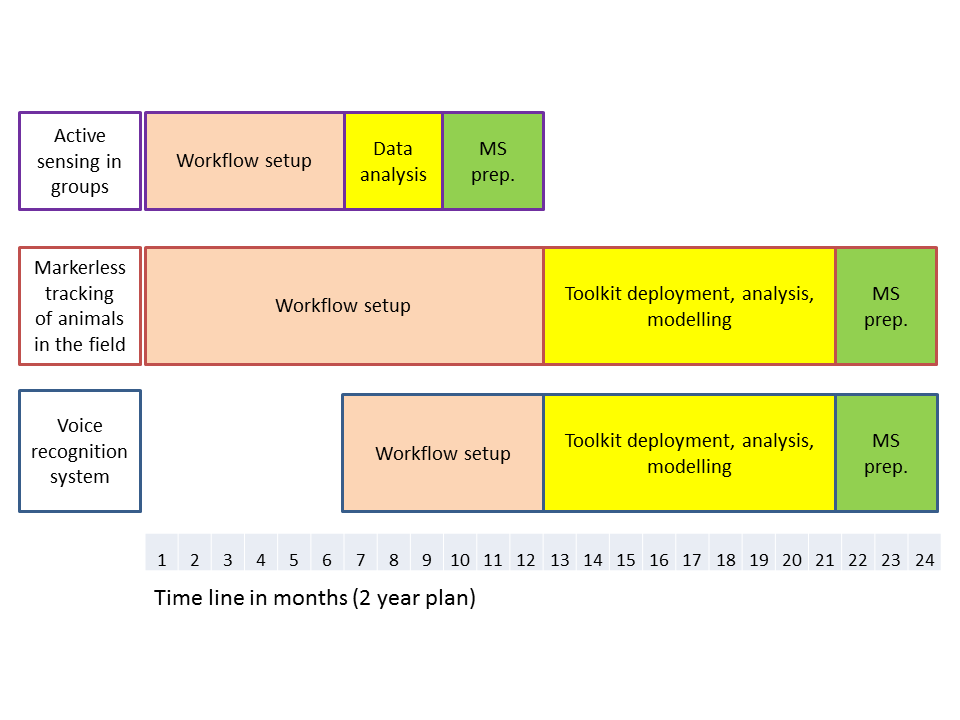 Active
sensing in
groups
Workflow setup
Data
analysis
MS
prep.
Markerless
tracking
of animals
in the field
Workflow setup
Toolkit deployment, analysis,
modelling
MS
prep.
Voice
recognition
system
Workflow setup
Toolkit deployment, analysis,
modelling
MS
prep.
1 2 3 4 5 6 7 8 9 10 11 12 13 14 15 16 17 18 19 20 21 22 23 24
Time line in months (2 year plan)